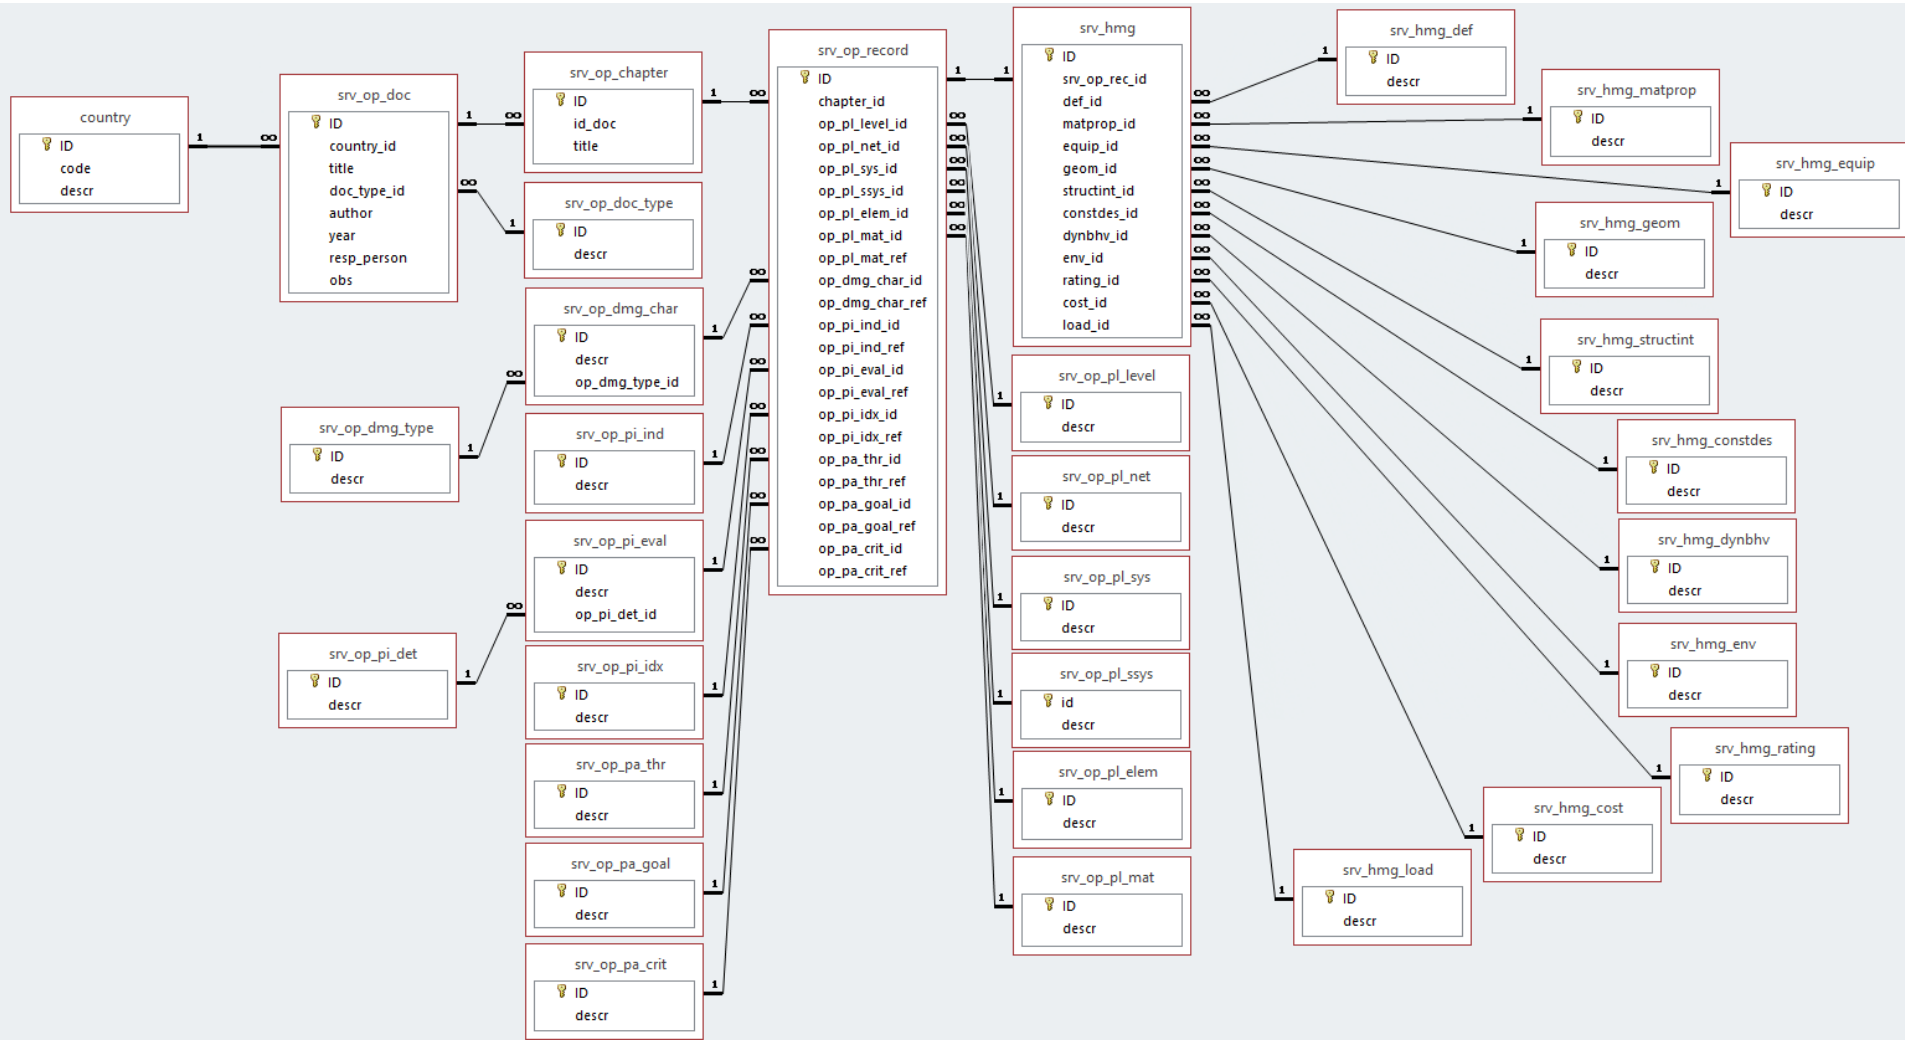 country
ID
code
descr
srv_op_doc
ID
country_id
title
doc_type_id
author
year
resp_person
obs
srv_op_chapter
ID
id_doc
title
srv_op_doc_type
ID
descr
srv_op_dmg_char
ID
descr
op_dmg_type_id
srv_op_dmg_type
ID
descr
srv_op_pi_ind
ID
descr
srv_op_pi_eval
ID
descr
op_pi_det_id
srv_op_pi_det
ID
descr
srv_op_pi_idx
ID
descr
srv_op_pa_thr
ID
descr
srv_op_pa_goal
ID
descr
srv_op_pa_crit
ID
descr
srv_op_record
ID
chapter_id
op_pl_level_id
op_pl_net_id
op_pl_sys_id
op_pl_ssys_id
op_pl_elem_id
op_pl_mat_id
op_pl_mat_ref
op_dmg_char_id
op_dmg_char_ref
op_pi_ind_id
op_pi_ind_ref
op_pi_eval_id
op_pi_eval_ref
op_pi_idx_id
op_pi_idx_ref
op_pa_thr_id
op_pa_thr_ref
op_pa_goal_id
op_pa_goal_ref
op_pa_crit_id
op_pa_crit_ref
srv_hmg
ID
srv_op_rec_id
def_id
matprop_id
equip_id
geom_id
structint_id
constdes_id
dynbhv_id
env_id
rating_id
cost_id
load_id
srv_op_pl_level
ID
descr
srv_op_pl_net
ID
descr
srv_op_pl_sys
ID
descr
srv_op_pl_ssys
id
descr
srv_op_pl_elem
ID
descr
srv_op_pl_mat
ID
descr
srv_hmg_def
ID
descr
srv_hmg_matprop
ID
descr
srv_hmg_equip
ID
descr
srv_hmg_geom
ID
descr
srv_hmg_structint
ID
descr
srv_hmg_constdes
ID
descr
srv_hmg_dynbhv
ID
descr
srv_hmg_env
ID
descr
srv_hmg_rating
ID
descr
srv_hmg_cost
ID
descr
srv_hmg_load
ID
descr